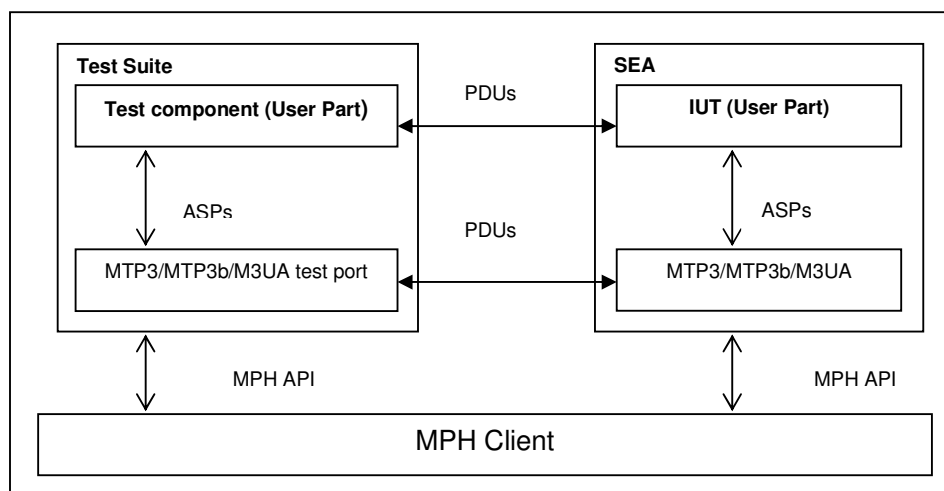 Test Suite
Test component (User Part)
ASPs
MTP3/MTP3b/M3UA test port
PDUs
PDUs
SEA
IUT (User Part)
ASPs
MTP3/MTP3b/M3UA
MPH API
MPH API
MPH Client